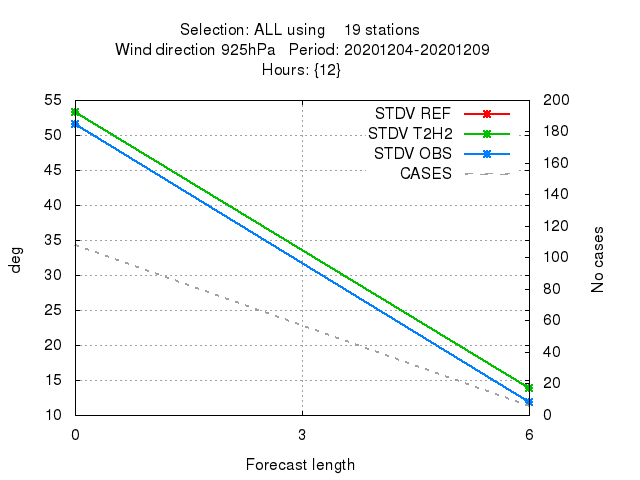 Selection: ALL using    19 stations
Wind direction 925hPa   Period: 20201204-20201209
Hours: {12}
STDV REF
STDV T2H2
STDV OBS
CASES
55
50
45
40
35
30
25
20
15
10
deg
200
180
160
140
120
100
80
60
40
20
0
No cases
0 3 6
Forecast length